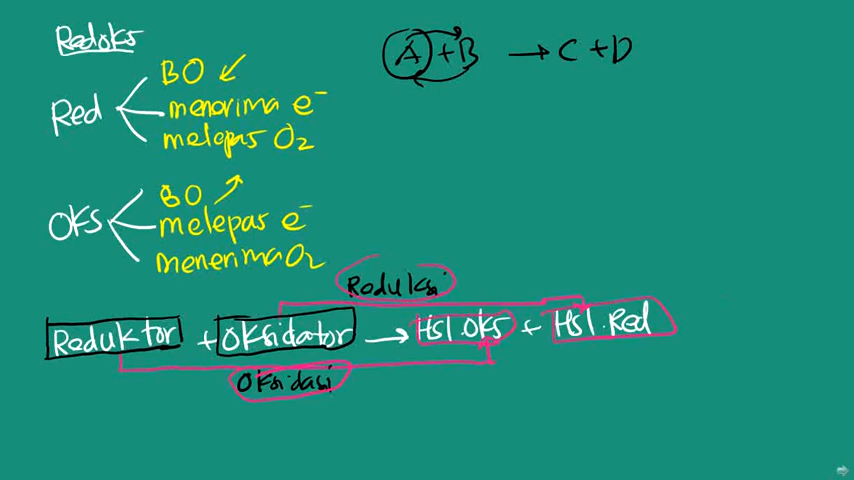 Redoks
A + B → C + D
BO ↙
Red
menerima e⁻
melepas O₂
BO ↗
OKS
melepas e⁻
menerima O₂
Reduksi
Reduktor + Oksidator → Hsl.Oks + Hsl.Red
Oksidasi